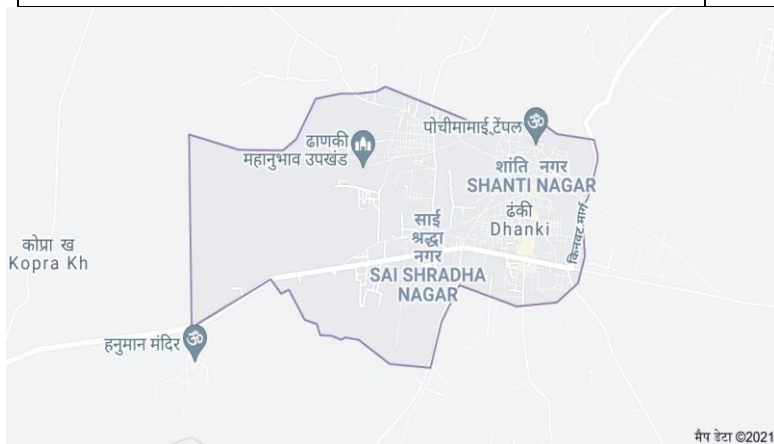 पोचीमामाई टेंपल
ढाणकी
महानुभाव उपखंड
शांति नगर
SHANTI NAGAR
ढंकी
Dhanki
किनवट मार्ग
साई
श्रद्धा
नगर
SAI SHRADHA
NAGAR
कोप्रा ख
Kopra Kh
हनुमान मंदिर
मैप डेटा ©2021